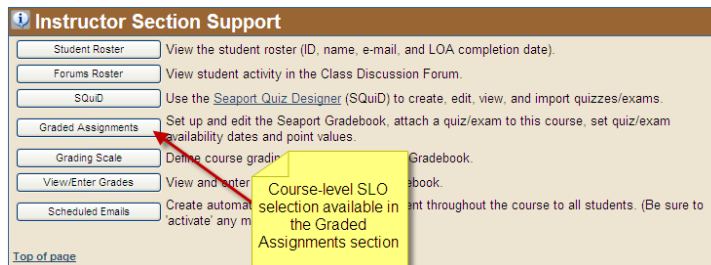 Instructor Section Support
Student Roster View the student roster (ID, name, e-mail, and LOA completion date).
Forums Roster View student activity in the Class Discussion Forum.
SQuiD Use the Seaport Quiz Designer (SQuiD) to create, edit, view, and import quizzes/exams.
Graded Assignments Set up and edit the Seaport Gradebook, attach a quiz/exam to this course, set quiz/exam
availability dates and point values.
Grading Scale Define course Gradebook.
View/Enter Grades View and enter
Scheduled Emails Create throughout the course to all students. (Be sure to
'activate' any
Course-level SLO
selection available in
the Graded
Assignments section
Top of page